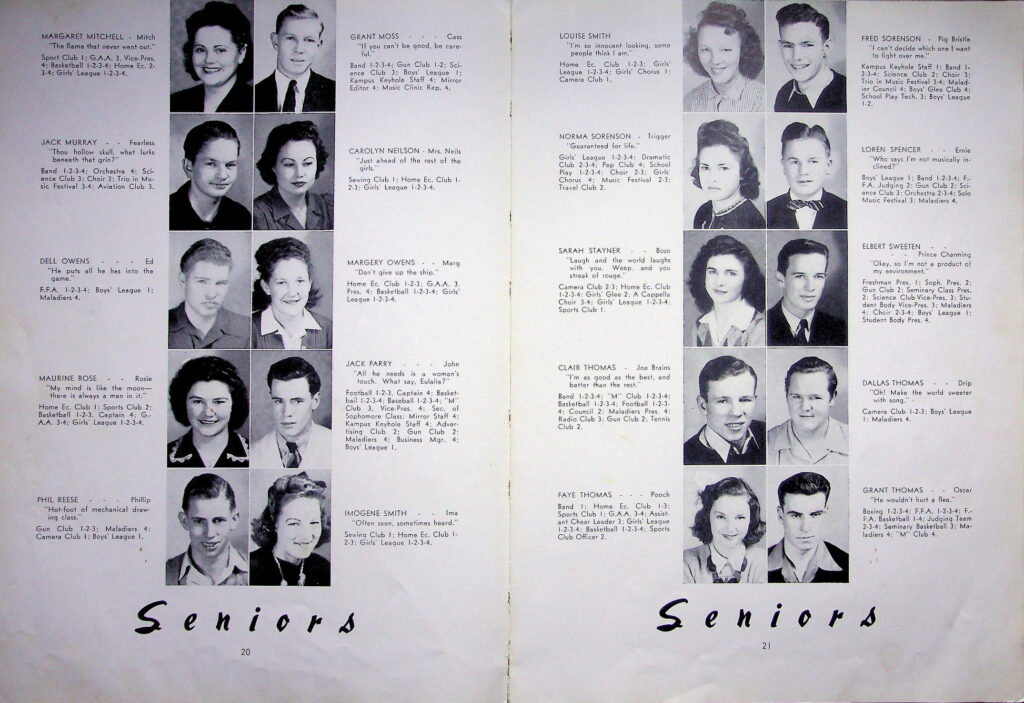 MARGARET MITCHELL - Mitch
"The flame that never went out."
Sport Club 1; G.A.A. 3, Vice-Pres.
4; Basketball 1-2-3-4; Home Ec. 2-
3-4; Girls' League 1-2-3-4.
GRANT MOSS - - - Cass
"If you can't be good, be care-
ful."
Band 1-2-3-4; Gun Club 1-2; Sci-
ence Club 3; Boys' League 1;
Kampus Keyhole Staff 4; Mirror
Editor 4; Music Clinic Rep. 4.
JACK MURRAY - - Fearless
"Thou hollow skull, what lurks
beneath that grin?"
Band 1-2-3-4; Orchestra 4; Sci-
ence Club 3; Choir 3; Trio in Mu-
sic Festival 3-4; Aviation Club 3.
CAROLYN NEILSON - Mrs. Neils
"Just ahead of the rest of the
girls."
Sewing Club 1; Home Ec. Club 1-
2-3; Girls' League 1-2-3-4.
DELL OWENS - - - Ed
"He puts all he has into the
game."
F.F.A. 1-2-3-4; Boys' League 1;
Maladiers 4.
MARGERY OWENS - - Marg
"Don't give up the ship."
Home Ec. Club 1-2-3; G.A.A. 3,
Pres. 4; Basketball 1-2-3-4; Girls'
League 1-2-3-4.
MAURINE ROSE - - Rosie
"My mind is like the moon—
there is always a man in it."
Home Ec. Club 1; Sports Club 2;
Basketball 1-2-3, Captain 4; G.-
A.A. 3-4; Girls' League 1-2-3-4.
JACK PARRY - - - John
"All he needs is a woman's
touch. What say, Eulalia?"
Football 1-2-3, Captain 4; Basket-
ball 1-2-3-4; Baseball 1-2-3-4; "M"
Club 3, Vice-Pres. 4; Sec. of
Sophomore Class; Mirror Staff 4;
Kampus Keyhole Staff 4; Adver-
tising Club 2; Gun Club 2;
Maladiers 4; Business Mgr. 4;
Boys' League 1.
PHIL REESE - - - Phillip
"Hot-foot of mechanical draw-
ing class."
Gun Club 1-2-3; Maladiers 4;
Camera Club 1; Boys' League 1.
IMOGENE SMITH - - Ima
"Often seen, sometimes heard."
Sewing Club 1; Home Ec. Club 1-
2-3; Girls' League 1-2-3-4.
Seniors
20
LOUISE SMITH
"I'm so innocent looking, some
people think I am."
Home Ec. Club 1-2-3; Girls'
League 1-2-3-4; Girls' Chorus 1;
Camera Club 1.
FRED SORENSON - Pig Bristle
"I can't decide which one I want
to fight over me."
Kampus Keyhole Staff 1; Band 1-
2-3-4; Science Club 2; Choir 3;
Trio in Music Festival 3-4; Malad-
ier Council 4; Boys' Glee Club 4;
School Play Tech. 3; Boys' League
1-2.
NORMA SORENSON - Trigger
"Guaranteed for life."
Girls' League 1-2-3-4; Dramatic
Club 2-3-4; Pep Club 4; School
Play 1-2-3-4; Choir 2-3; Girls'
Chorus 4; Music Festival 2-3;
Travel Club 2.
LOREN SPENCER - - Ernie
"Who says I'm not musically in-
clined?"
Boys' League 1; Band 1-2-3-4; F.-
F.A. Judging 2; Gun Club 2; Sci-
ence Club 3; Orchestra 2-3-4; Solo
Music Festival 3; Maladiers 4.
SARAH STAYNER - - Bozo
"Laugh and the world laughs
with you. Weep, and you
streak of rouge."
Camera Club 2-3; Home Ec. Club
1-2-3-4; Girls' Glee 2; A Cappella
Choir 3-4; Girls' League 1-2-3-4;
Sports Club 1.
ELBERT SWEETEN - -
- - Prince Charming
"Okay, so I'm not a product of
my environment."
Freshman Pres. 1; Soph. Pres. 2;
Gun Club 2; Seminary Class Pres.
2; Science Club Vice-Pres. 3; Stu-
dent Body Vice-Pres. 3; Maladiers
4; Choir 2-3-4; Boys' League 1;
Student Body Pres. 4.
CLAIR THOMAS - Joe Brains
"I'm as good as the best, and
better than the rest."
Band 1-2-3-4; "M" Club 1-2-3-4;
Basketball 1-2-3-4; Football 1-2-3-
4; Council 2; Maladiers Pres. 4;
Radio Club 3; Gun Club 2; Tennis
Club 2.
DALLAS THOMAS - - Drip
"Oh! Make the world sweeter
with song."
Camera Club 1-2-3; Boys' League
1; Maladiers 4.
FAYE THOMAS - - - Pooch
Band 1; Home Ec. Club 1-3;
Sports Club 1; G.A.A. 3-4; Assist-
ant Cheer Leader 3; Girls' League
1-2-3-4; Basketball 1-2-3-4; Sports
Club Officer 2.
GRANT THOMAS - - Oscar
"He wouldn't hurt a flea."
Boxing 1-2-3-4; F.F.A. 1-2-3-4; F.-
F.A. Basketball 1-4; Judging Team
2-3-4; Seminary Basketball 3; Ma-
ladiers 4; "M" Club 4.
Seniors
21